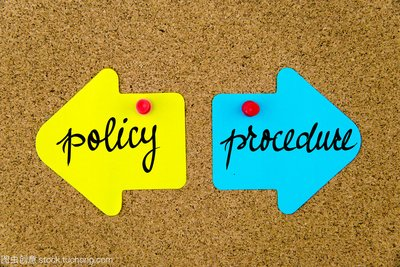 policy
procedure
图虫创意 stock.tuchong.com